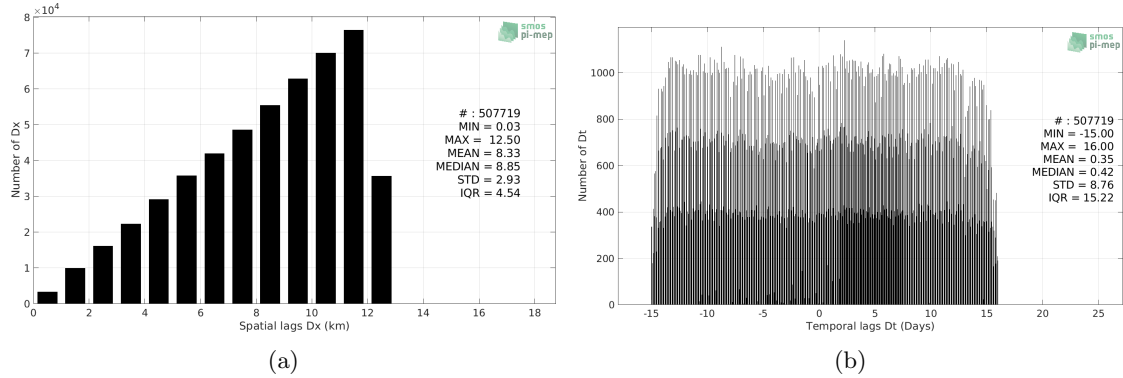 ×10⁴
8
7
6
5
4
3
2
1
0
Number of Dx
smos
pi-mep
# : 507719
MIN = 0.03
MAX = 12.50
MEAN = 8.33
MEDIAN = 8.85
STD = 2.93
IQR = 4.54
0 2 4 6 8 10 12 14 16 18
Spatial lags Dx (km)
(a)
1000
800
600
400
200
0
Number of Dt
smos
pi-mep
# : 507719
MIN = -15.00
MAX = 16.00
MEAN = 0.35
MEDIAN = 0.42
STD = 8.76
IQR = 15.22
-15 -10 -5 0 5 10 15 20 25
Temporal lags Dt (Days)
(b)